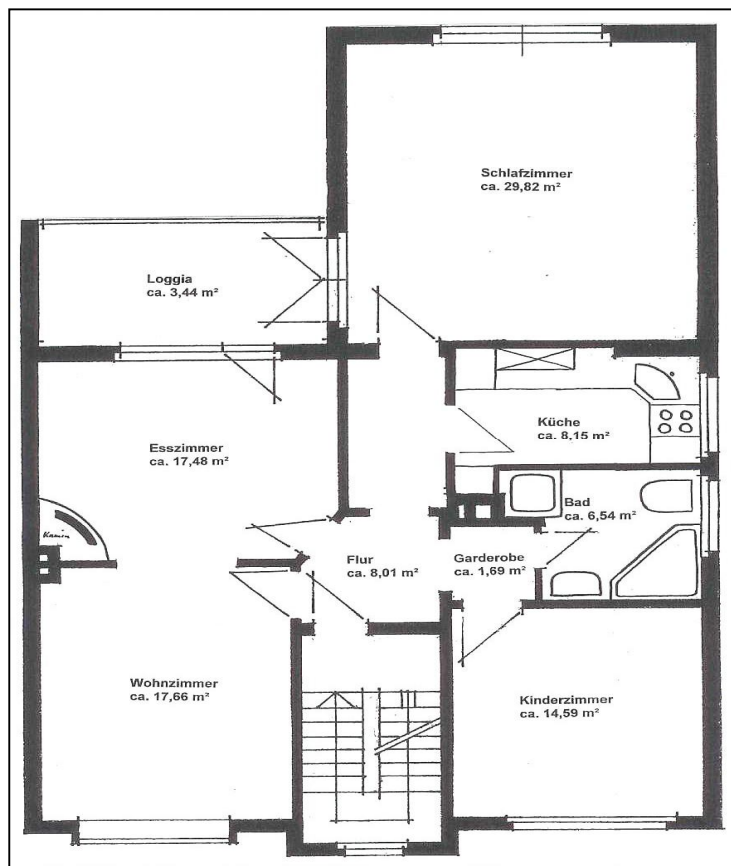 Schlafzimmer
ca. 29,82 m²
Loggia
ca. 3,44 m²
Küche
ca. 8,15 m²
Esszimmer
ca. 17,48 m²
Bad
ca. 6,54 m²
Kamin
Flur
ca. 8,01 m²
Garderobe
ca. 1,69 m²
Wohnzimmer
ca. 17,66 m²
Kinderzimmer
ca. 14,59 m²